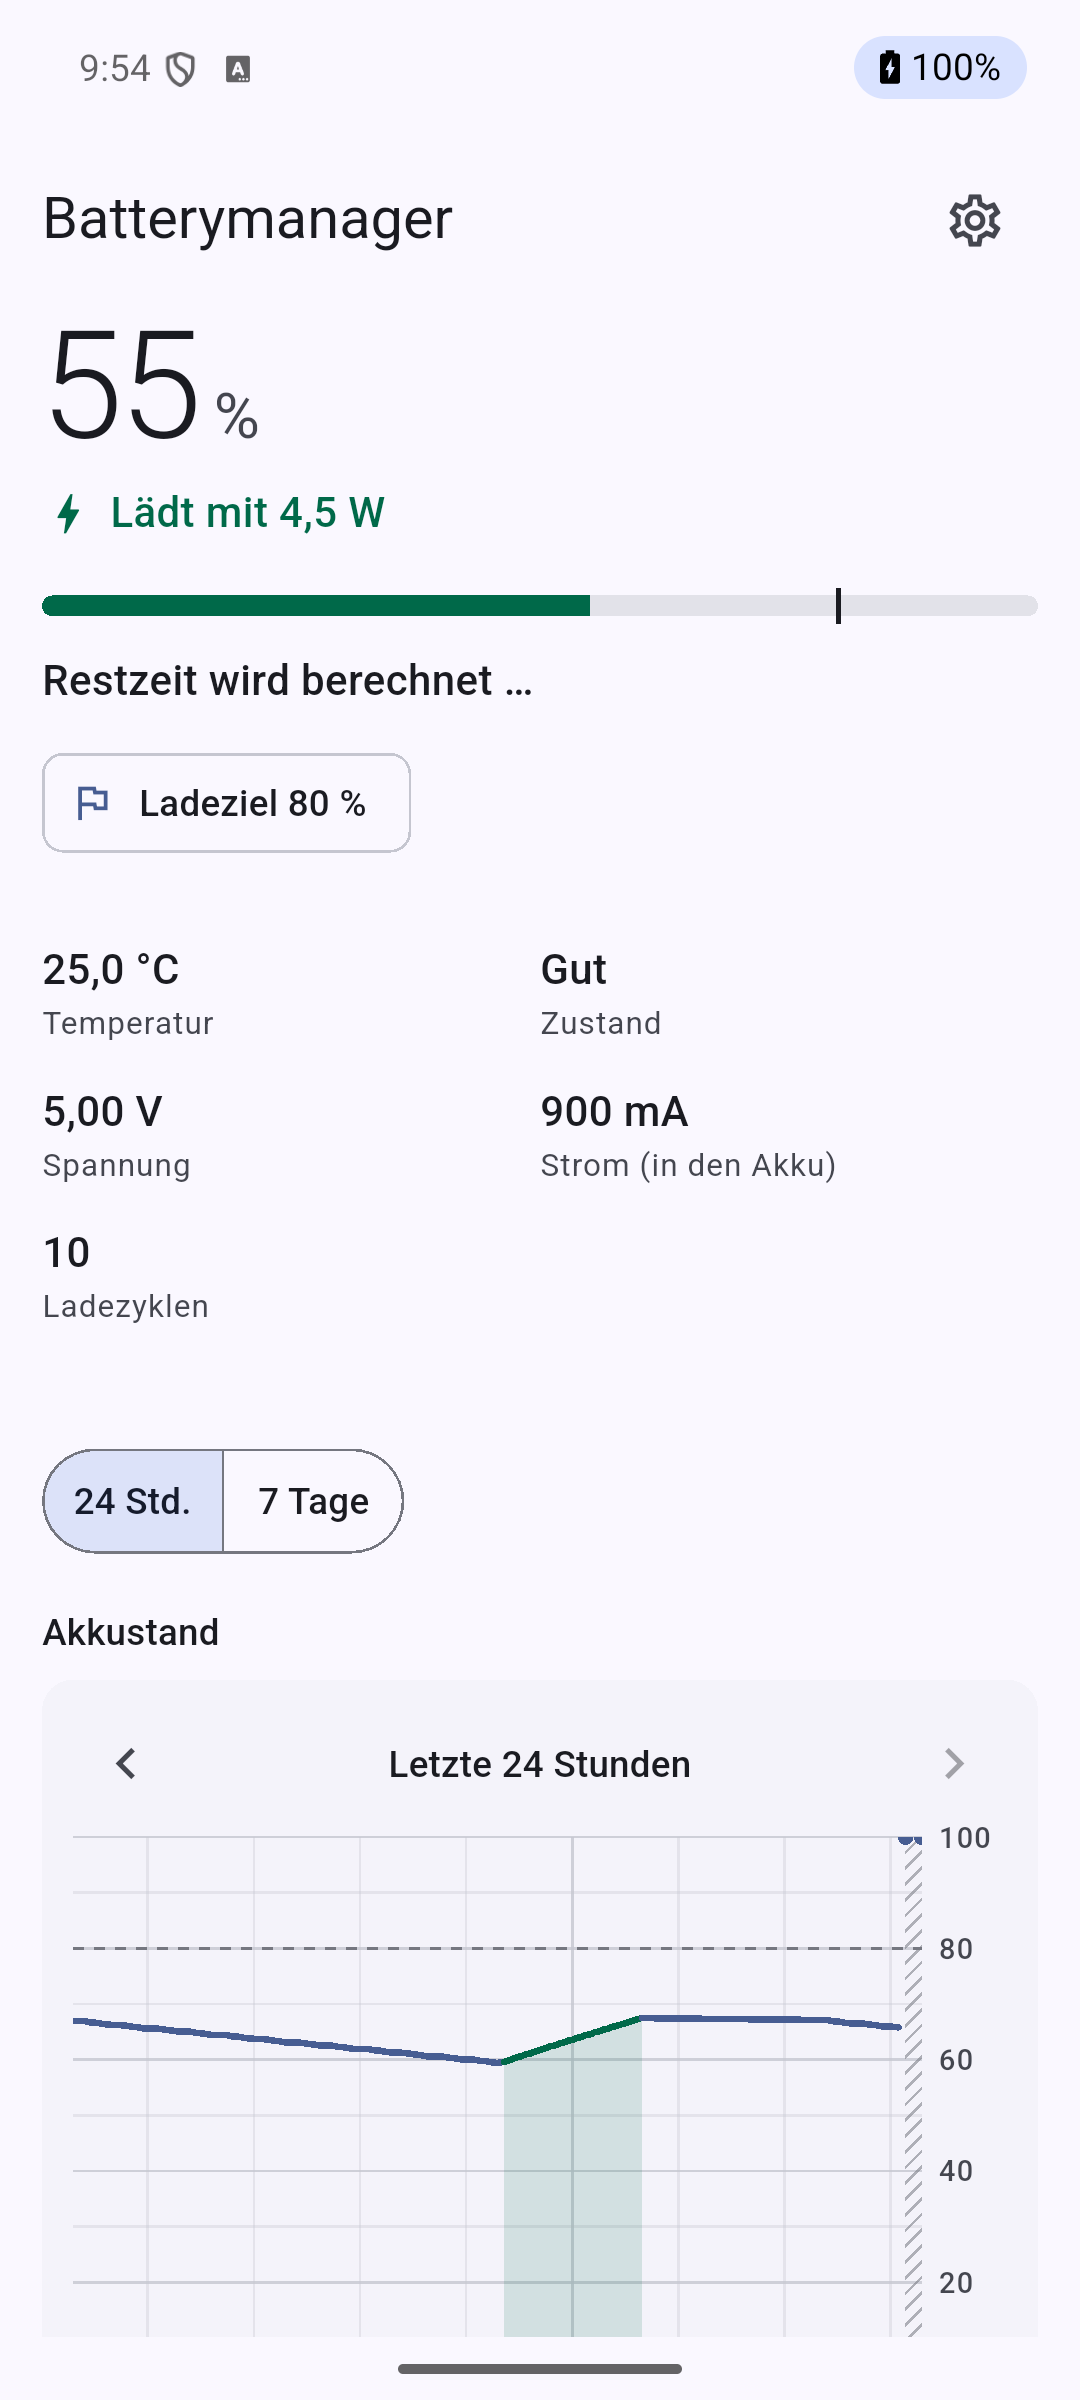 9:54
100%
Batterymanager
55 %
Lädt mit 4,5 W
Restzeit wird berechnet …
Ladeziel 80 %
25,0 °C
Temperatur
Gut
Zustand
5,00 V
Spannung
900 mA
Strom (in den Akku)
10
Ladezyklen
24 Std.
7 Tage
Akkustand
Letzte 24 Stunden
100
80
60
40
20